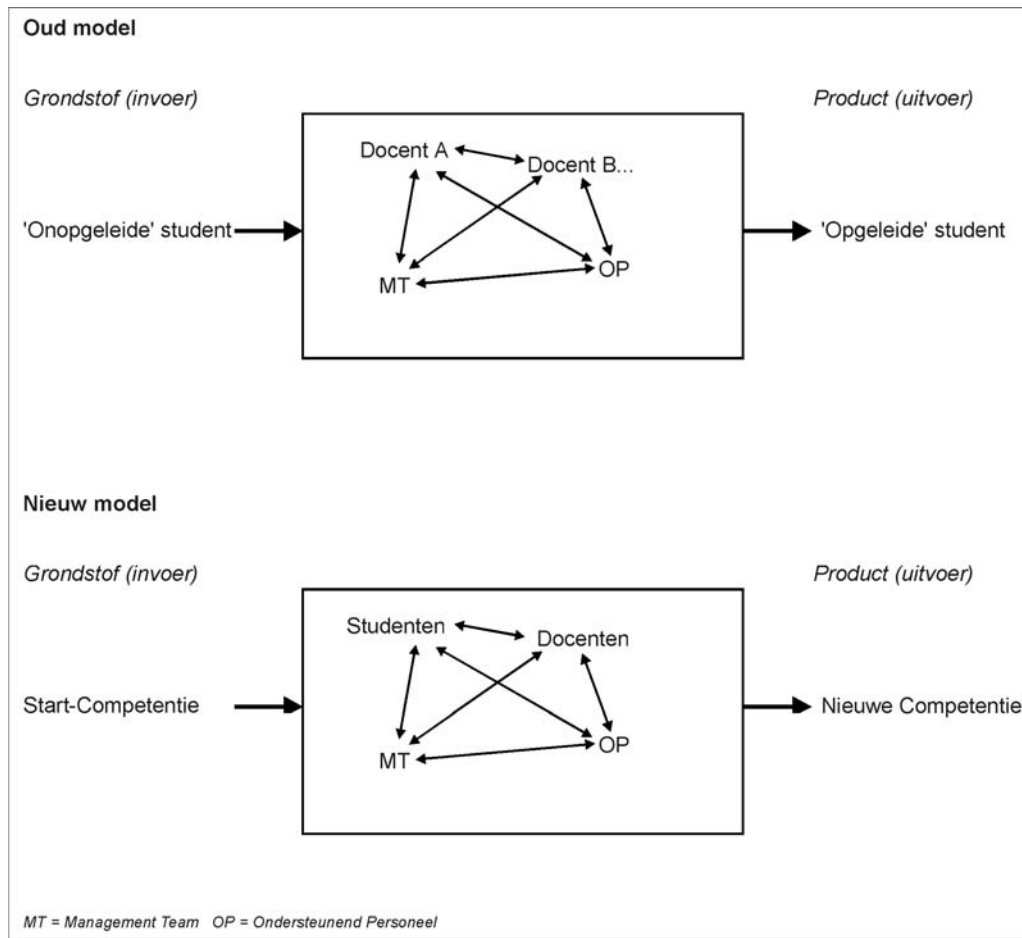 Oud model
Grondstof (invoer)
Product (uitvoer)
Docent A
Docent B...
'Onopgeleide' student
'Opgeleide' student
MT
OP
Nieuw model
Grondstof (invoer)
Product (uitvoer)
Studenten
Docenten
Start-Competentie
Nieuwe Competentie
MT
OP
MT = Management Team OP = Ondersteunend Personeel